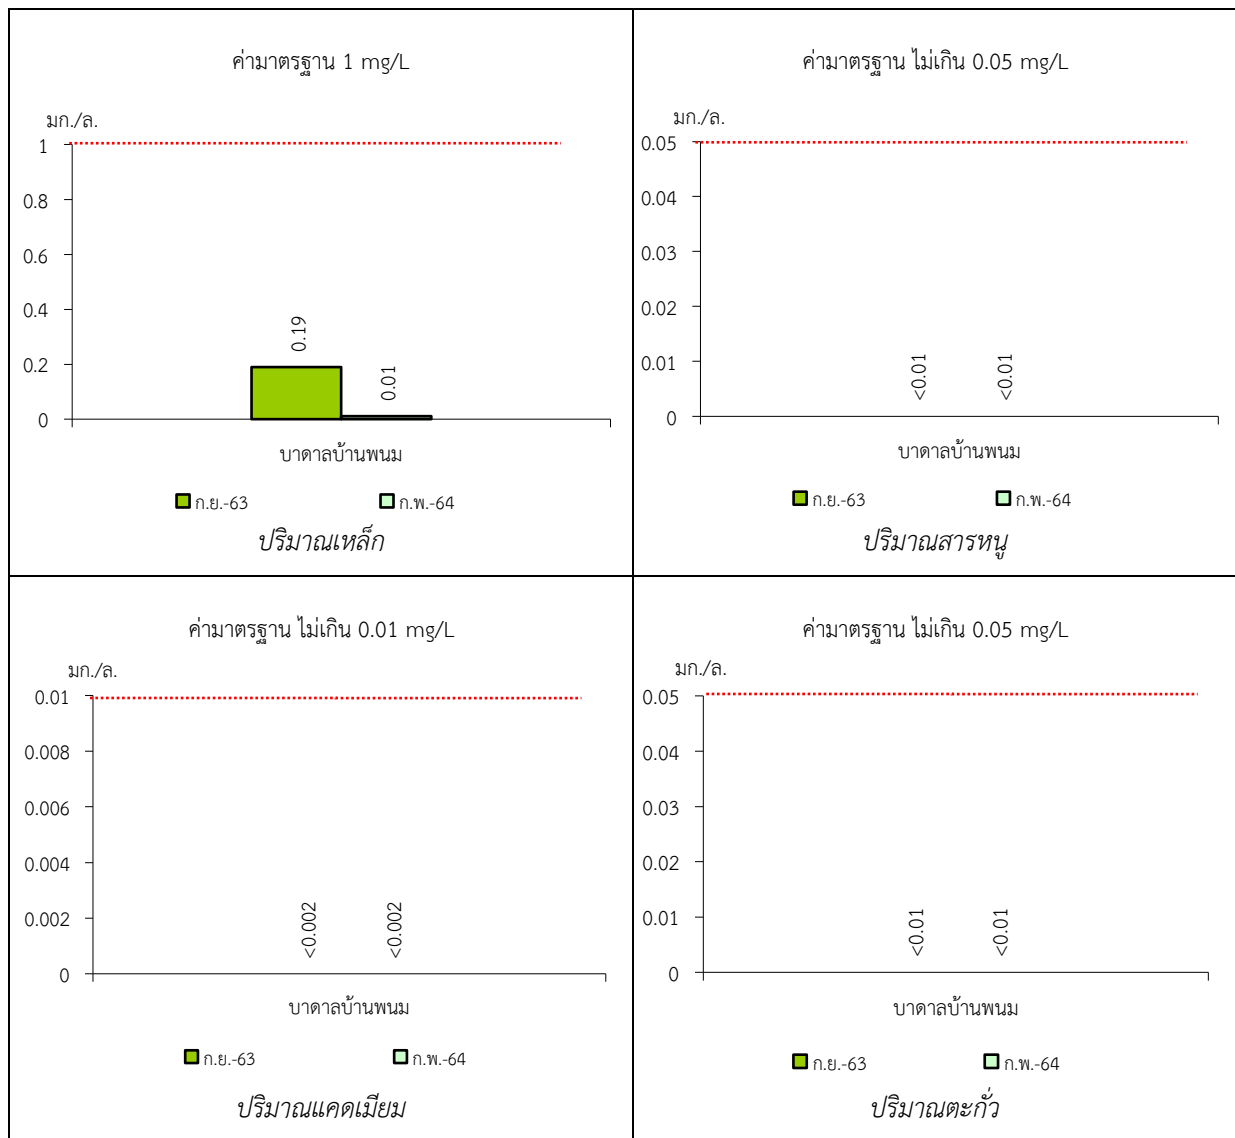 ค่ามาตรฐาน 1 mg/L
มก./ล.
1
0.8
0.6
0.4
0.2
0
0.19
0.01
บาดาลบ้านพนม
ก.ย.-63 ก.พ.-64
ปริมาณเหล็ก
ค่ามาตรฐาน ไม่เกิน 0.05 mg/L
มก./ล.
0.05
0.04
0.03
0.02
0.01
0
<0.01
<0.01
บาดาลบ้านพนม
ก.ย.-63 ก.พ.-64
ปริมาณสารหนู
ค่ามาตรฐาน ไม่เกิน 0.01 mg/L
มก./ล.
0.01
0.008
0.006
0.004
0.002
0
<0.002
<0.002
บาดาลบ้านพนม
ก.ย.-63 ก.พ.-64
ปริมาณแคดเมียม
ค่ามาตรฐาน ไม่เกิน 0.05 mg/L
มก./ล.
0.05
0.04
0.03
0.02
0.01
0
<0.01
<0.01
บาดาลบ้านพนม
ก.ย.-63 ก.พ.-64
ปริมาณตะกั่ว